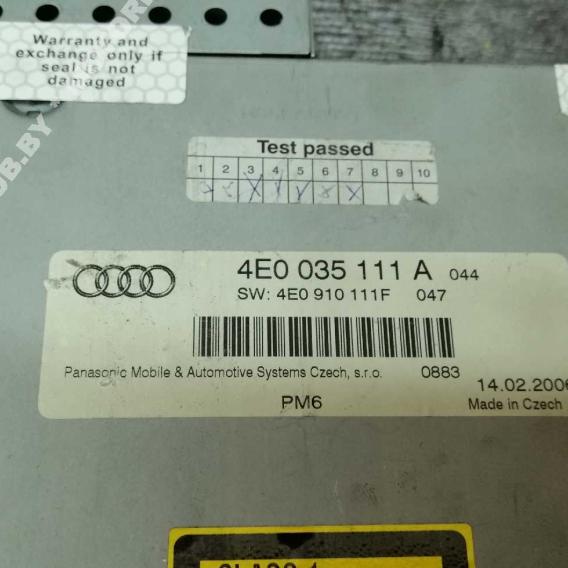 Warranty and
exchange only if
seal is not
damaged
Test passed
1 2 3 4 5 6 7 8 9 10
4E0 035 111 A 044
SW: 4E0 910 111F 047
Panasonic Mobile & Automotive Systems Czech, s.r.o. 0883
14.02.2006
PM6
Made in Czech